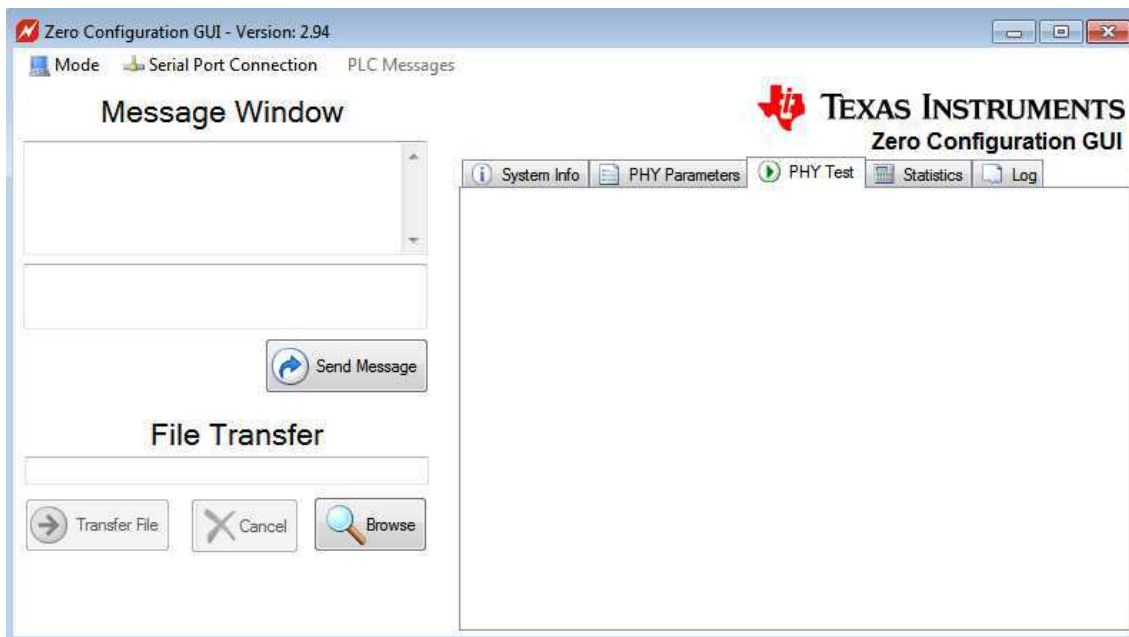 Zero Configuration GUI - Version: 2.94
Mode Serial Port Connection PLC Messages
Message Window
TEXAS INSTRUMENTS
Zero Configuration GUI
System Info PHY Parameters PHY Test Statistics Log
Send Message
File Transfer
Transfer File Cancel Browse